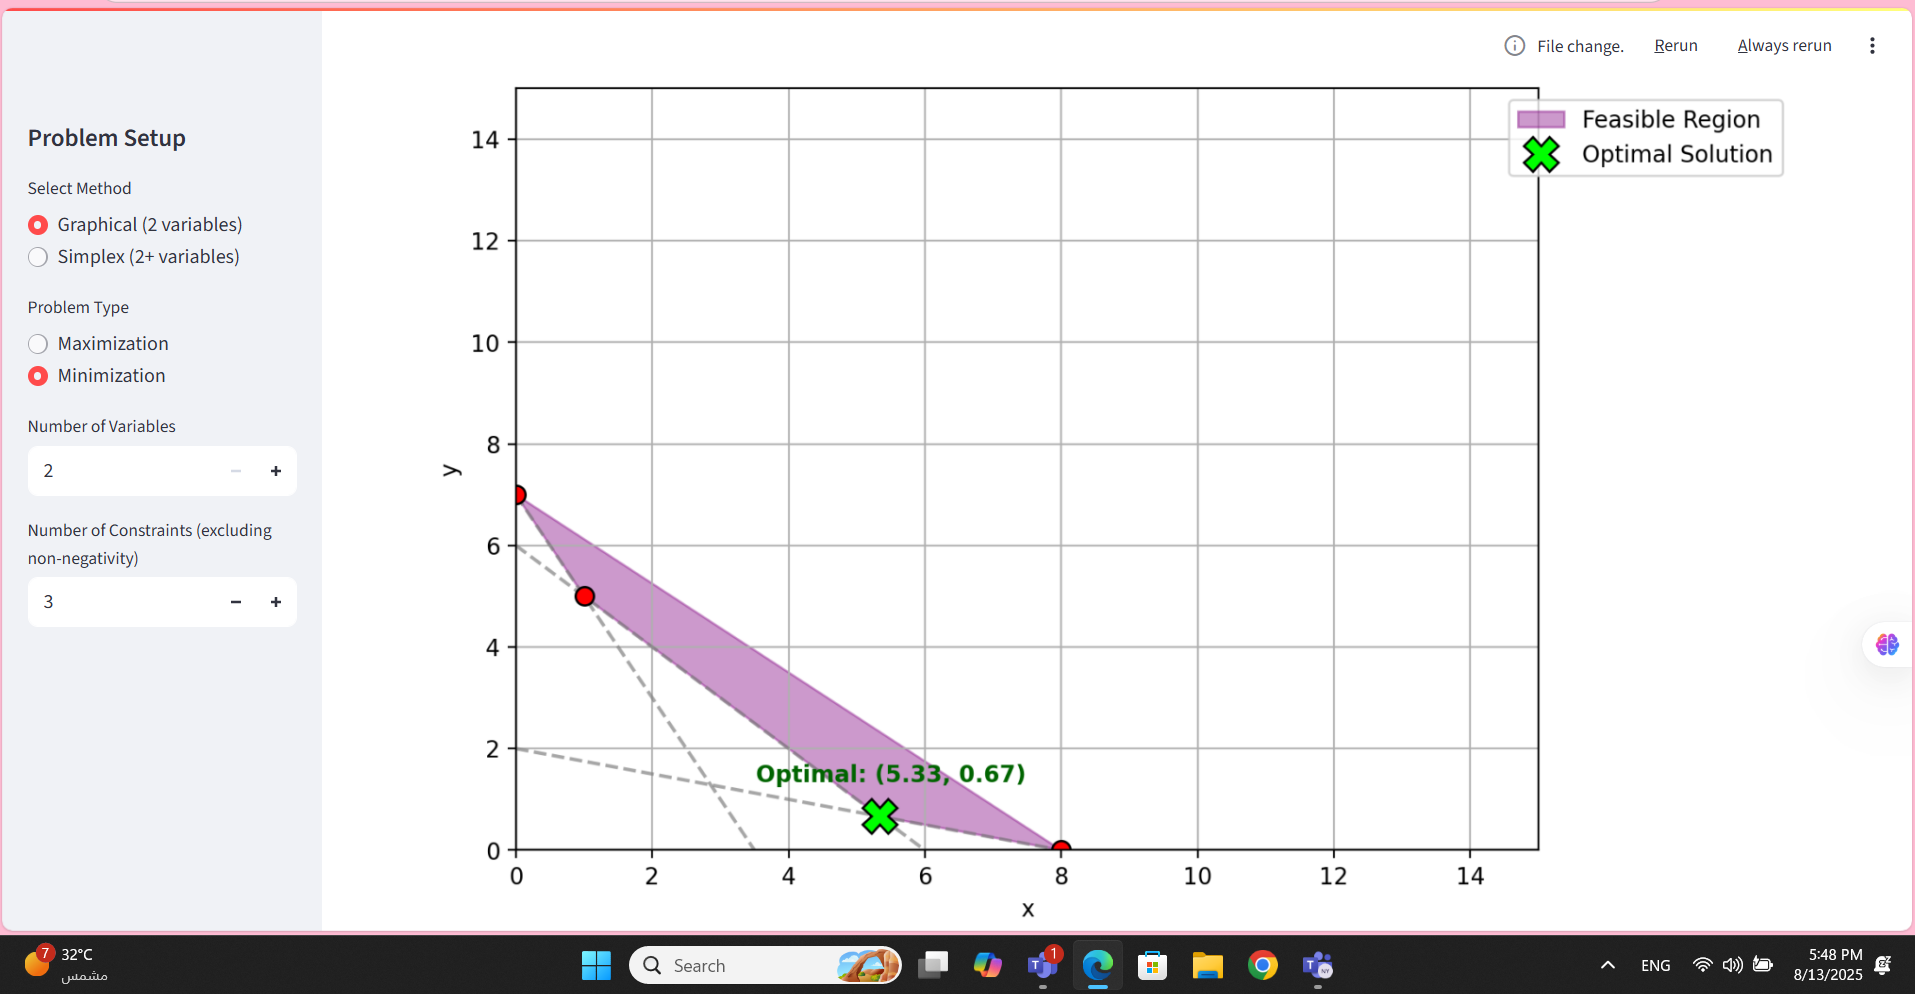 File change.
Rerun
Always rerun
Problem Setup
Select Method
Graphical (2 variables)
Simplex (2+ variables)
Problem Type
Maximization
Minimization
Number of Variables
2
Number of Constraints (excluding
non-negativity)
3
Feasible Region
Optimal Solution
14
12
10
8
6
4
2
0
y
Optimal: (5.33, 0.67)
0 2 4 6 8 10 12 14
x
7
32°C
مشمس
Search
1
ENG
5:48 PM
8/13/2025